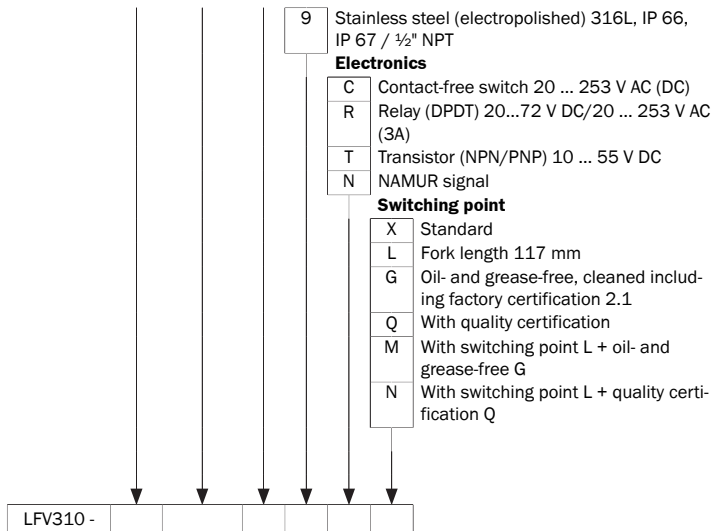 9 Stainless steel (electropolished) 316L, IP 66,
IP 67 / ½" NPT
Electronics
C Contact-free switch 20 ... 253 V AC (DC)
R Relay (DPDT) 20...72 V DC/20 ... 253 V AC
(3A)
T Transistor (NPN/PNP) 10 ... 55 V DC
N NAMUR signal
Switching point
X Standard
L Fork length 117 mm
G Oil- and grease-free, cleaned includ-
ing factory certification 2.1
Q With quality certification
M With switching point L + oil- and
grease-free G
N With switching point L + quality certi-
fication Q
LFV310 -